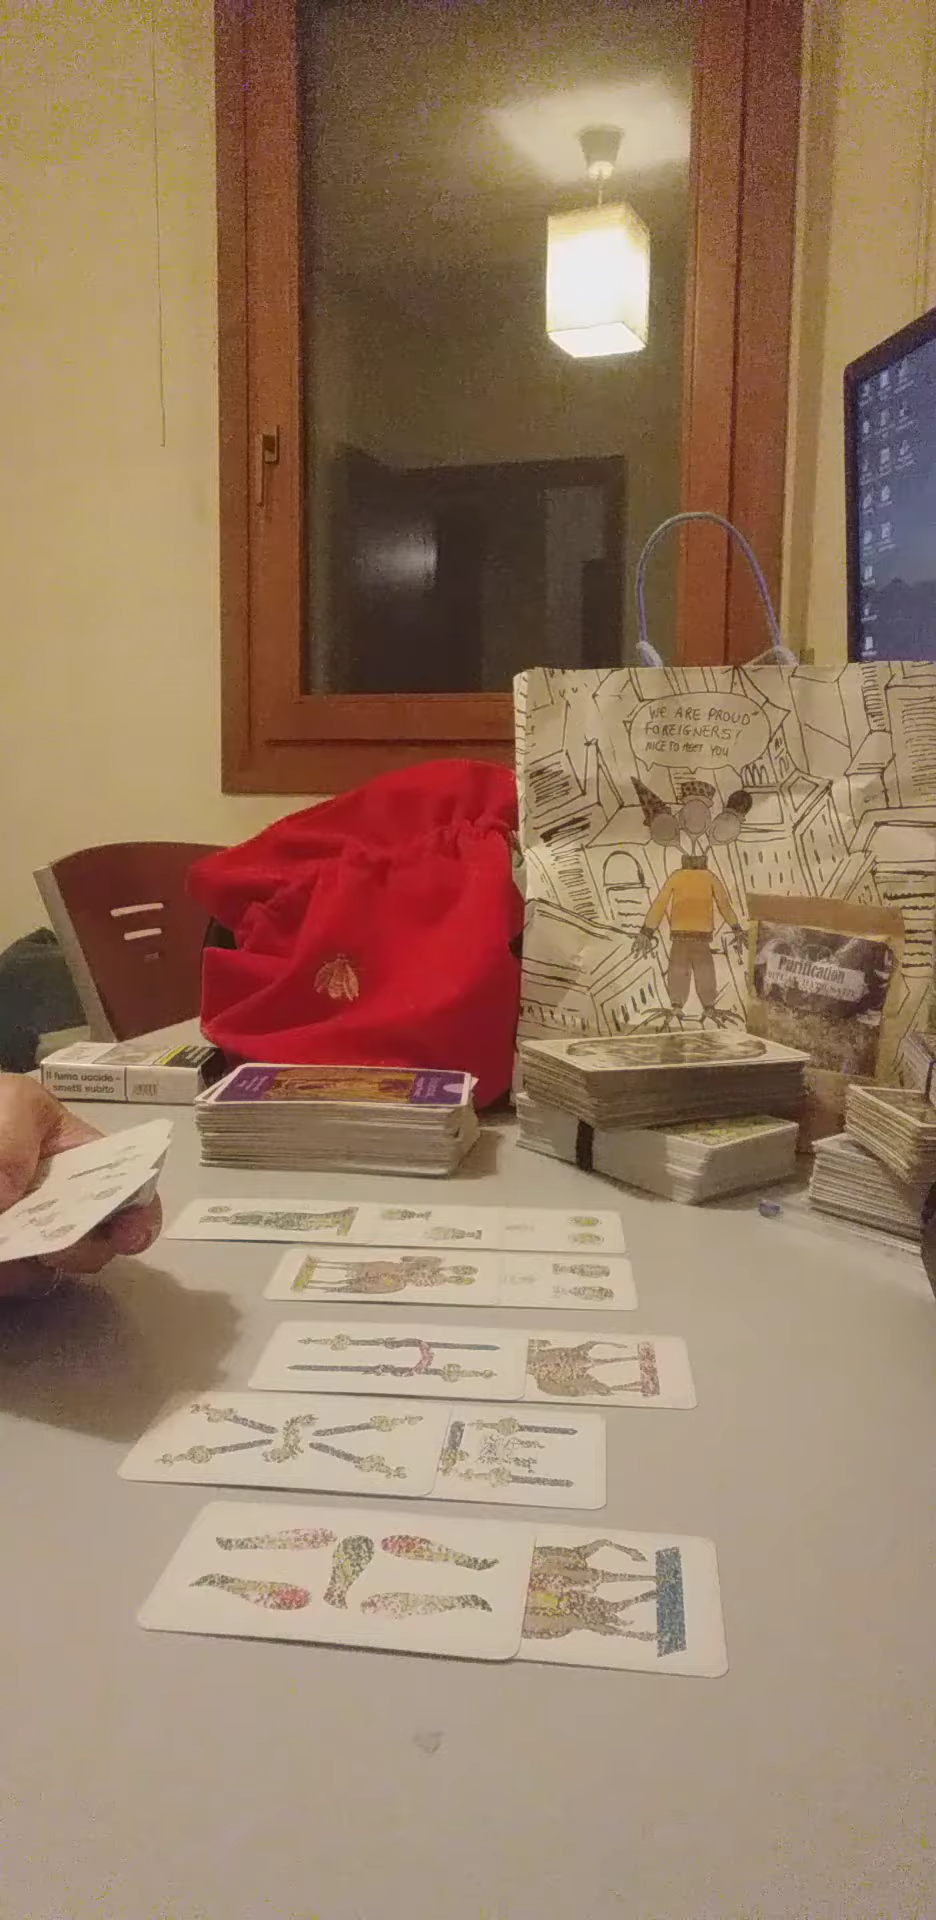 WE ARE PROUD
FOREIGNERS!
NICE TO MEET YOU
Purification
Il fumo uccide -
smetti subito